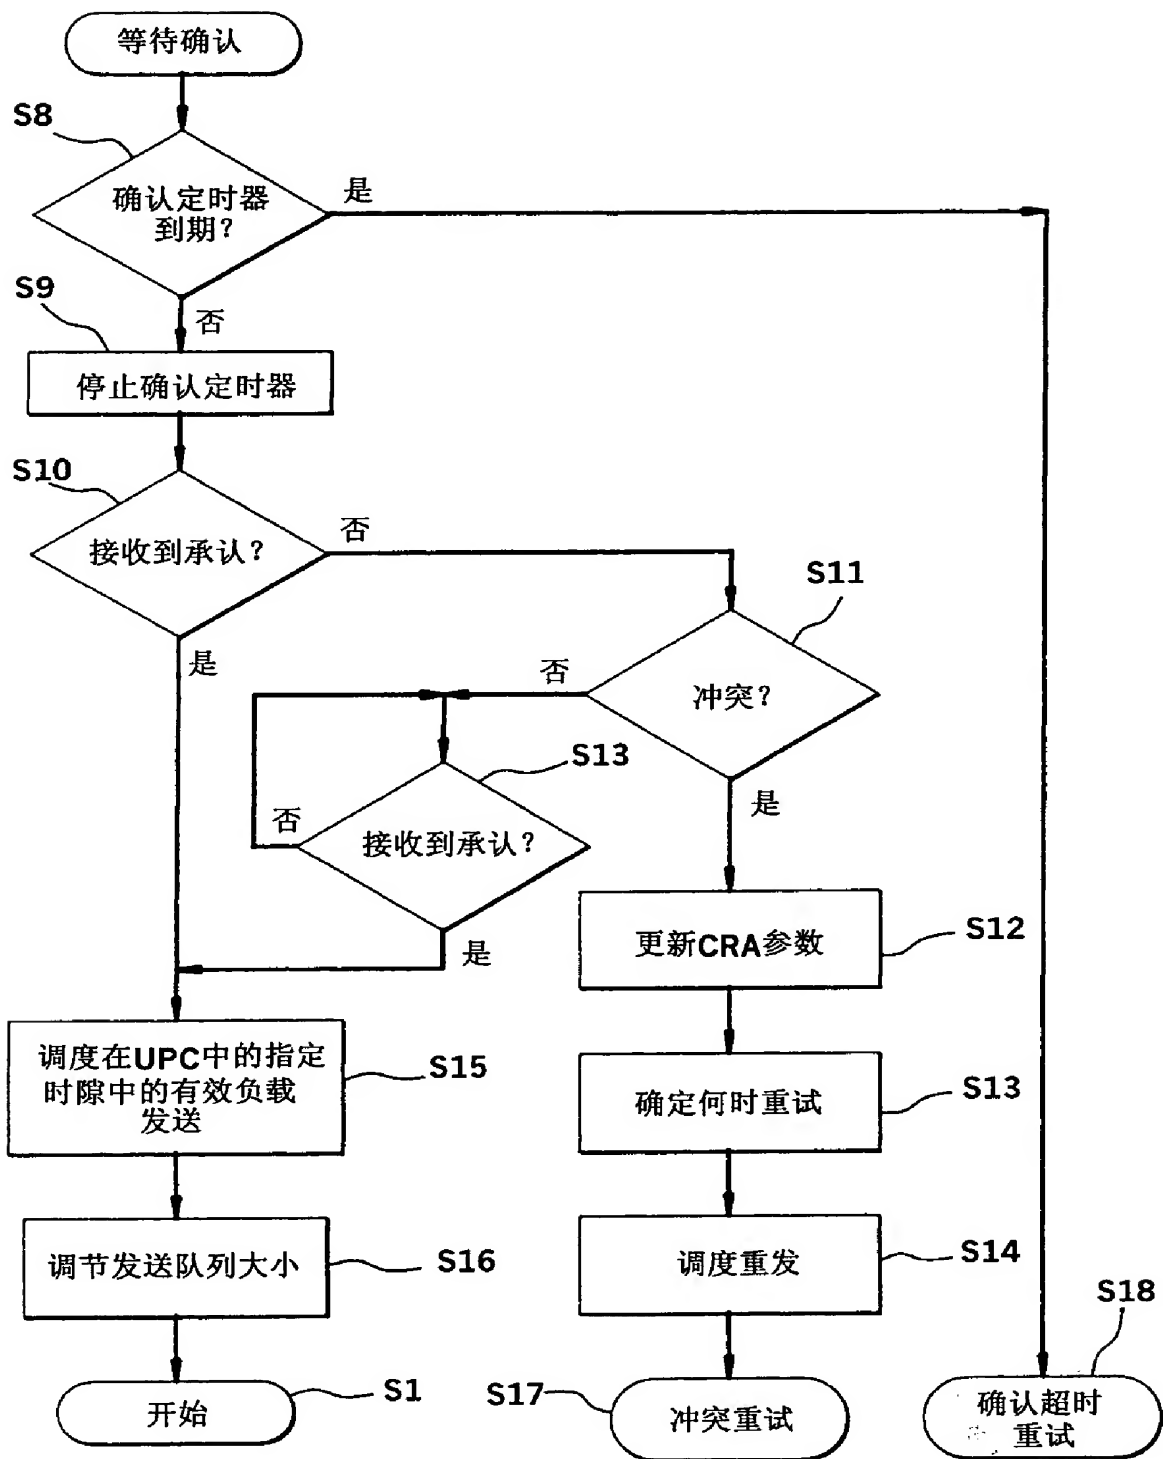 等待确认
S8
确认定时器
到期?
是
S9
否
停止确认定时器
S10
接收到承认?
否
S11
是
否
冲突?
S13
否
接收到承认?
是
是
更新CRA参数
S12
调度在UPC中的指定
时隙中的有效负载
发送
S15
确定何时重试
S13
调节发送队列大小
S16
调度重发
S14
S18
开始
S1
S17
冲突重试
确认超时
重试